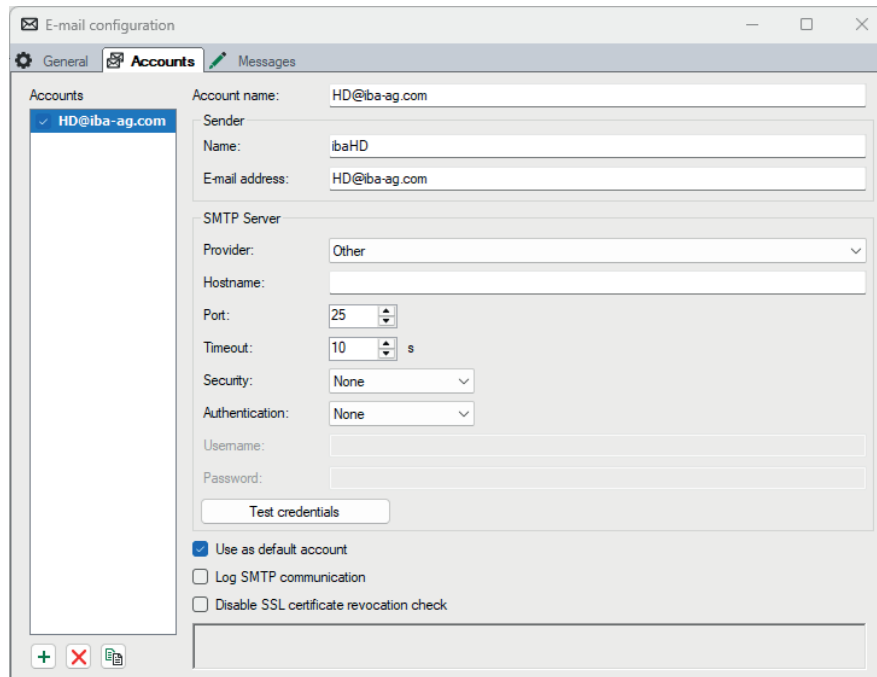 E-mail configuration
General Accounts Messages
Accounts
HD@iba-ag.com
Account name: HD@iba-ag.com
Sender
Name: ibaHD
E-mail address: HD@iba-ag.com
SMTP Server
Provider: Other
Hostname:
Port: 25
Timeout: 10 s
Security: None
Authentication: None
Username:
Password:
Test credentials
Use as default account
Log SMTP communication
Disable SSL certificate revocation check